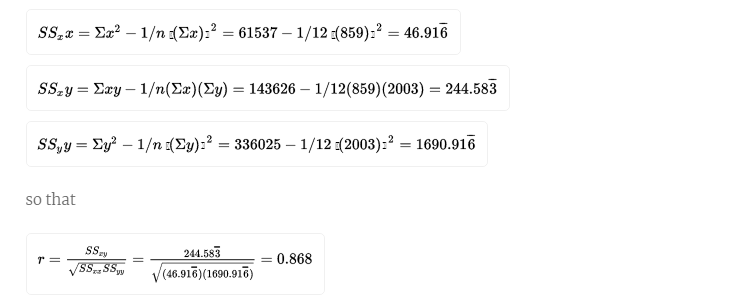 SSₓx = Σx² − 1/n (Σx)² = 61537 − 1/12 (859)² = 46.916̅
SSₓy = Σxy − 1/n(Σx)(Σy) = 143626 − 1/12(859)(2003) = 244.583̅
SS_yy = Σy² − 1/n (Σy)² = 336025 − 1/12 (2003)² = 1690.916̅
so that
r = SS_xy / √SS_xx SS_yy = 244.583̅ / √(46.916̅)(1690.916̅) = 0.868